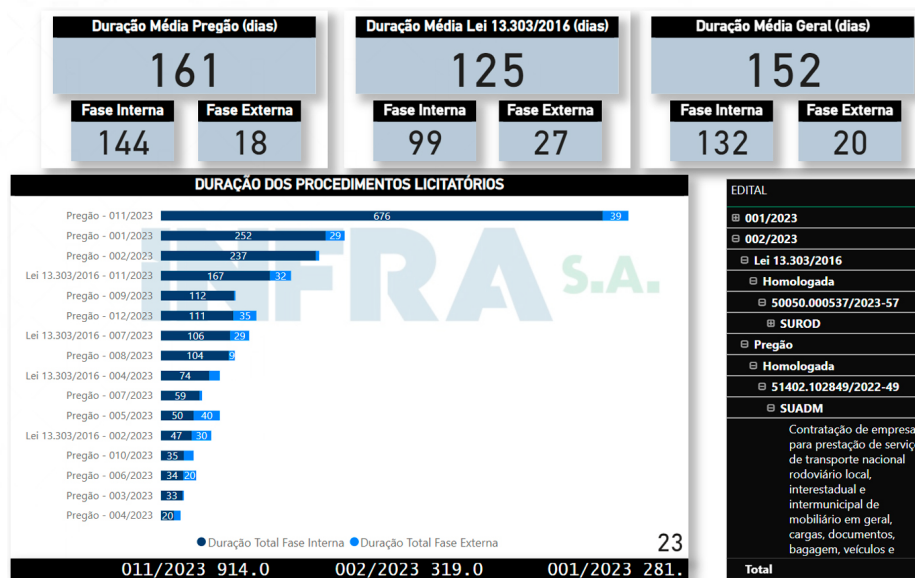 Duração Média Pregão (dias)
161
Fase Interna
144
Fase Externa
18
Duração Média Lei 13.303/2016 (dias)
125
Fase Interna
99
Fase Externa
27
Duração Média Geral (dias)
152
Fase Interna
132
Fase Externa
20
DURAÇÃO DOS PROCEDIMENTOS LICITATÓRIOS
INFRA S.A.
Pregão - 011/2023 676 39
Pregão - 001/2023 252 29
Pregão - 002/2023 237
Lei 13.303/2016 - 011/2023 167 32
Pregão - 009/2023 112
Pregão - 012/2023 111 35
Lei 13.303/2016 - 007/2023 106 29
Pregão - 008/2023 104 9
Lei 13.303/2016 - 004/2023 74
Pregão - 007/2023 59
Pregão - 005/2023 50 40
Lei 13.303/2016 - 002/2023 47 30
Pregão - 010/2023 35
Pregão - 006/2023 34 20
Pregão - 003/2023 33
Pregão - 004/2023 20
Duração Total Fase Interna Duração Total Fase Externa
23
011/2023 914.0 002/2023 319.0 001/2023 281.
EDITAL
001/2023
002/2023
Lei 13.303/2016
Homologada
50050.000537/2023-57
SUROD
Pregão
Homologada
51402.102849/2022-49
SUADM
Contratação de empresa
para prestação de serviço
de transporte nacional
rodoviário local,
interestadual e
intermunicipal de
mobiliário em geral,
cargas, documentos,
bagagem, veículos e
Total